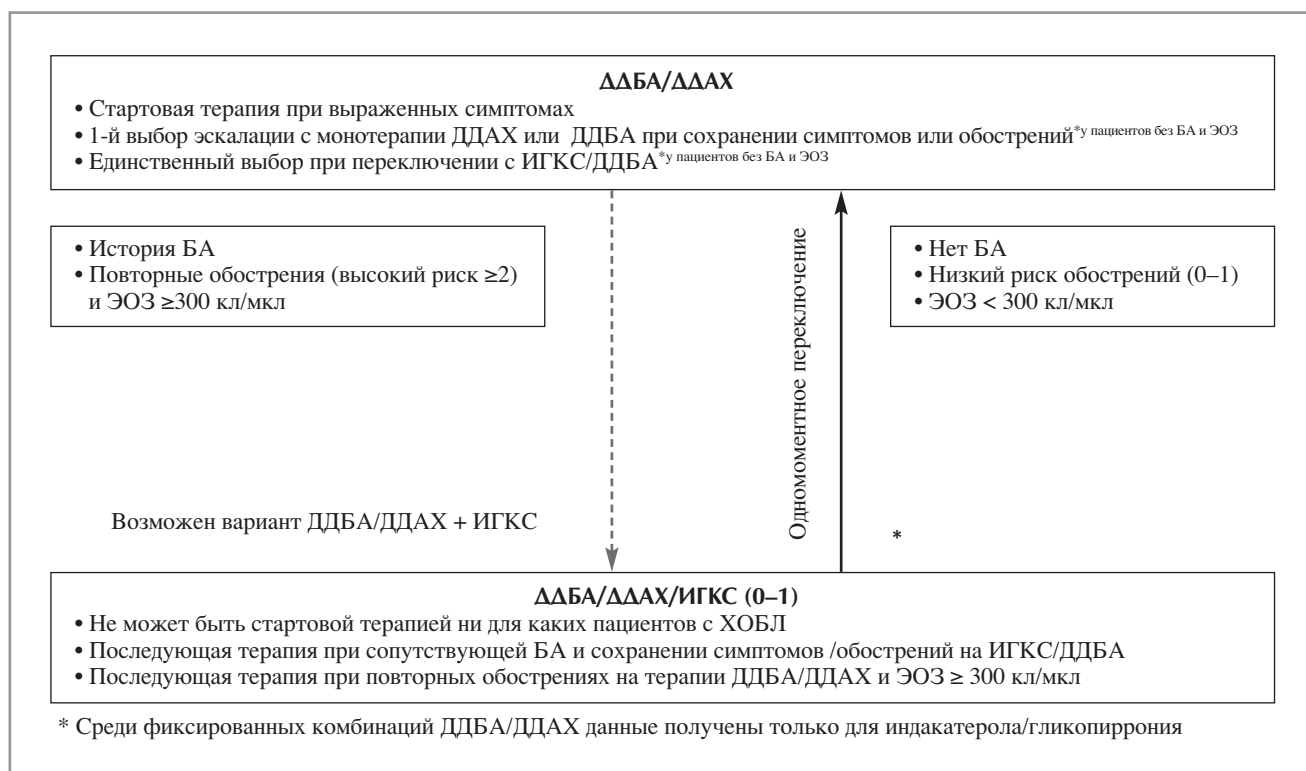 ДДБА/ДДАХ
• Стартовая терапия при выраженных симптомах
• 1-й выбор эскалации с монотерапии ДДАХ или ДДБА при сохранении симптомов или обострений*у пациентов без БА и ЭОЗ
• Единственный выбор при переключении с ИГКС/ДДБА*у пациентов без БА и ЭОЗ
• История БА
• Повторные обострения (высокий риск ≥2)
и ЭОЗ ≥300 кл/мкл
Одномоментное переключение
• Нет БА
• Низкий риск обострений (0–1)
• ЭОЗ < 300 кл/мкл
Возможен вариант ДДБА/ДДАХ + ИГКС
*
ДДБА/ДДАХ/ИГКС (0–1)
• Не может быть стартовой терапией ни для каких пациентов с ХОБЛ
• Последующая терапия при сопутствующей БА и сохранении симптомов /обострений на ИГКС/ДДБА
• Последующая терапия при повторных обострениях на терапии ДДБА/ДДАХ и ЭОЗ ≥ 300 кл/мкл
* Среди фиксированных комбинаций ДДБА/ДДАХ данные получены только для индакатерола/гликопиррония